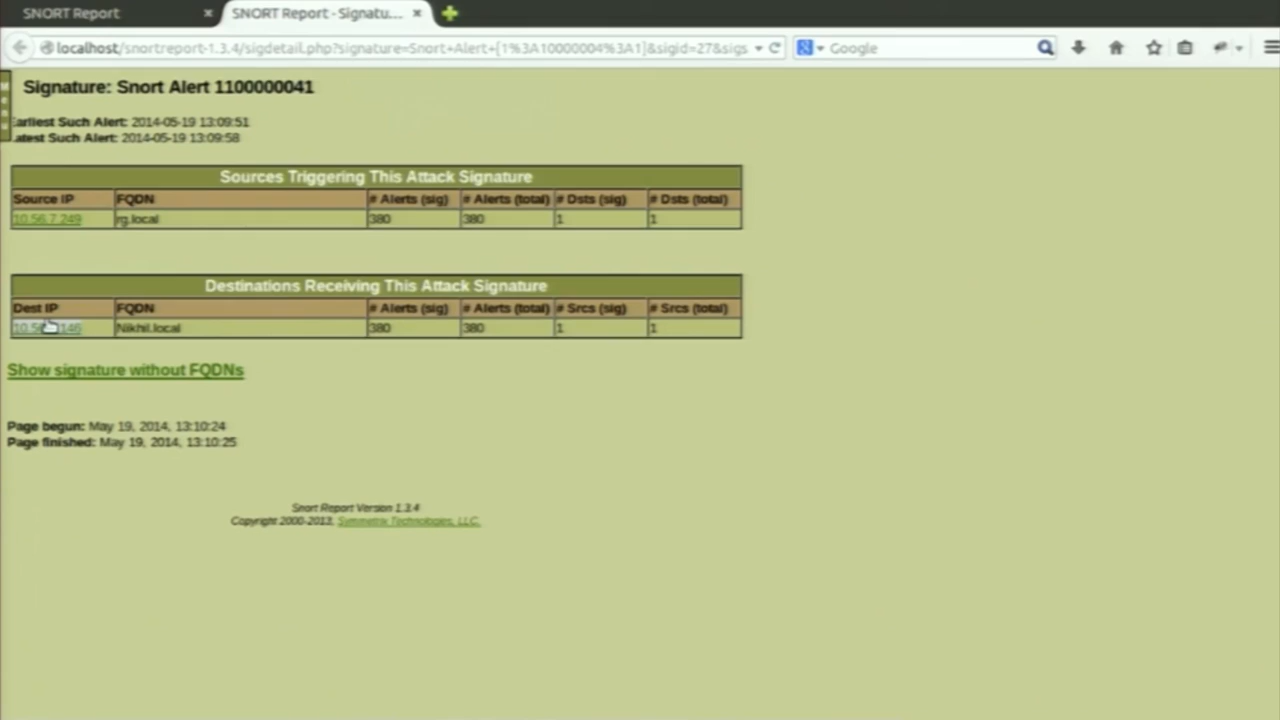 SNORT Report × SNORT Report - Signatu... ×
localhost/snortreport-1.3.4/sigdetail.php?signature=Snort+Alert+[1%3A10000004%3A1]&sigid=27&sigs Google
Signature: Snort Alert 1100000041
Earliest Such Alert: 2014-05-19 13:09:51
Latest Such Alert: 2014-05-19 13:09:58
Sources Triggering This Attack Signature
Source IP FQDN # Alerts (sig) # Alerts (total) # Dsts (sig) # Dsts (total)
10.56.7.249 rg.local 380 380 1 1
Destinations Receiving This Attack Signature
Dest IP FQDN # Alerts (sig) # Alerts (total) # Srcs (sig) # Srcs (total)
Nikhil.local 380 380 1 1
Show signature without FQDNs
Page begun: May 19, 2014, 13:10:24
Page finished: May 19, 2014, 13:10:25
Snort Report Version 1.3.4
Copyright 2000-2013, Symmetrix Technologies, LLC.